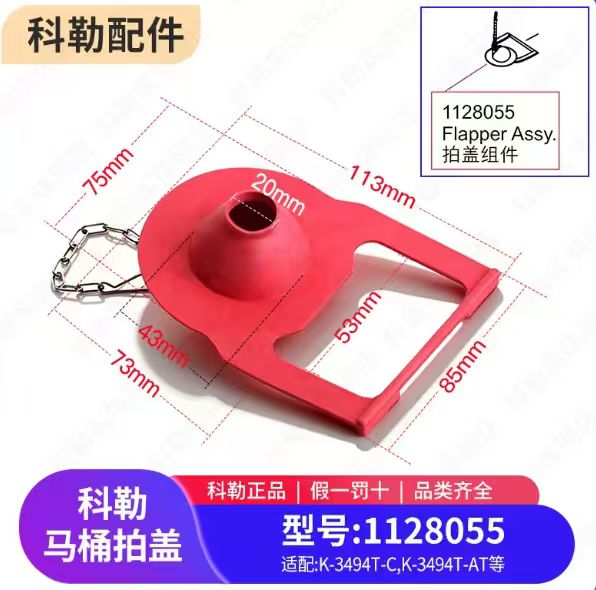 科勒配件
1128055
Flapper Assy.
拍盖组件
75mm
20mm
113mm
43mm
73mm
53mm
85mm
科勒
马桶拍盖
科勒正品 | 假一罚十 | 品类齐全
型号:1128055
适配:K-3494T-C,K-3494T-AT等